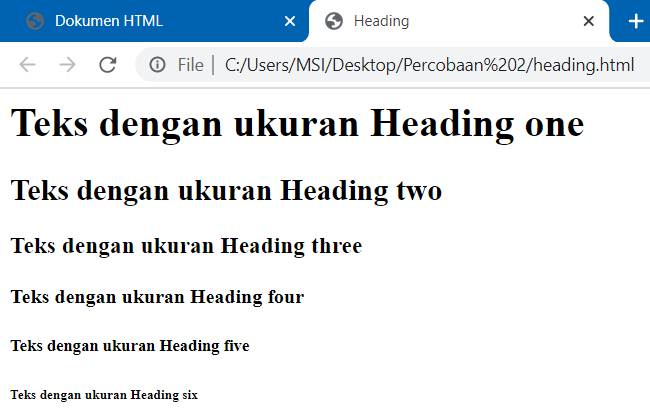 Dokumen HTML
Heading
File | C:/Users/MSI/Desktop/Percobaan%202/heading.html
Teks dengan ukuran Heading one
Teks dengan ukuran Heading two
Teks dengan ukuran Heading three
Teks dengan ukuran Heading four
Teks dengan ukuran Heading five
Teks dengan ukuran Heading six